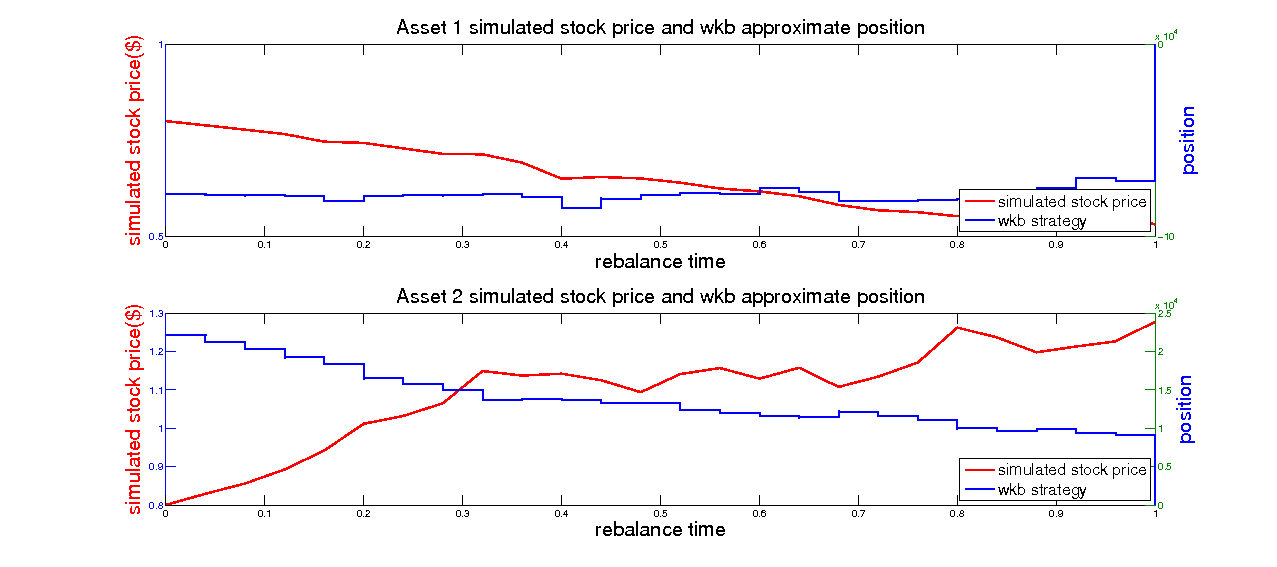 Asset 1 simulated stock price and wkb approximate position
simulated stock price($)
1
0.5
x 10^4
0
-10
position
simulated stock price
wkb strategy
0 0.1 0.2 0.3 0.4 0.5 0.6 0.7 0.8 0.9 1
rebalance time
Asset 2 simulated stock price and wkb approximate position
simulated stock price($)
1.3
1.2
1.1
1
0.9
0.8
x 10^4
2.5
2
1.5
1
0.5
0
position
simulated stock price
wkb strategy
0 0.1 0.2 0.3 0.4 0.5 0.6 0.7 0.8 0.9 1
rebalance time